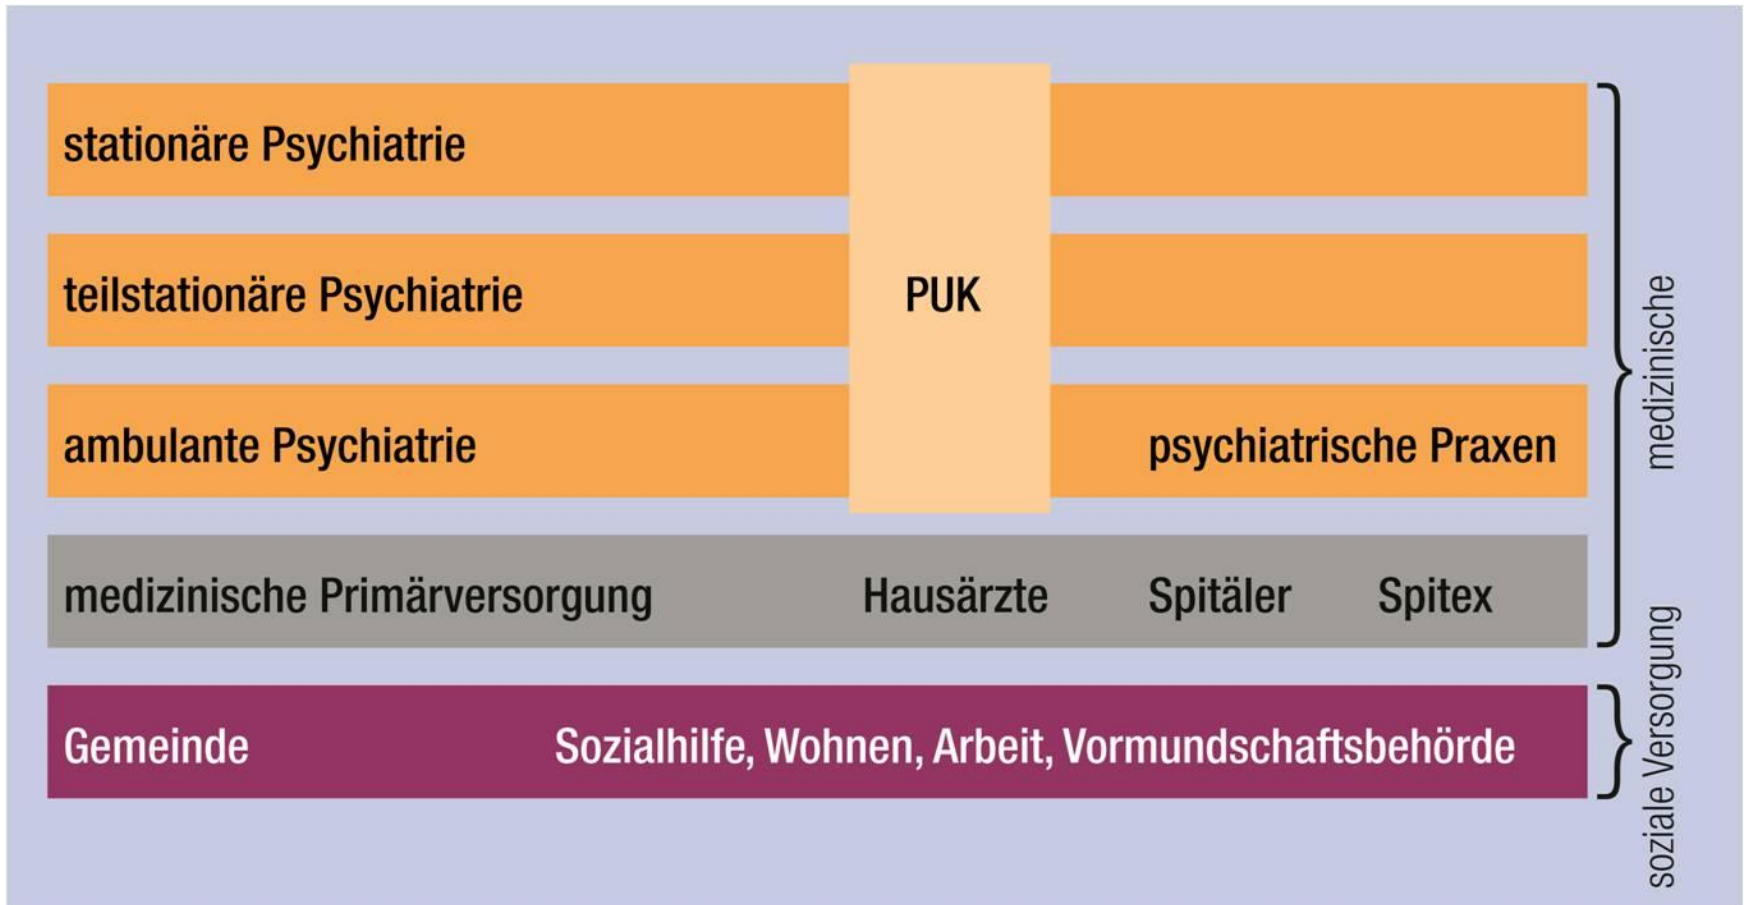 stationäre Psychiatrie
teilstationäre Psychiatrie PUK
ambulante Psychiatrie psychiatrische Praxen
medizinische Primärversorgung Hausärzte Spitäler Spitex
Gemeinde Sozialhilfe, Wohnen, Arbeit, Vormundschaftsbehörde
medizinische
soziale Versorgung